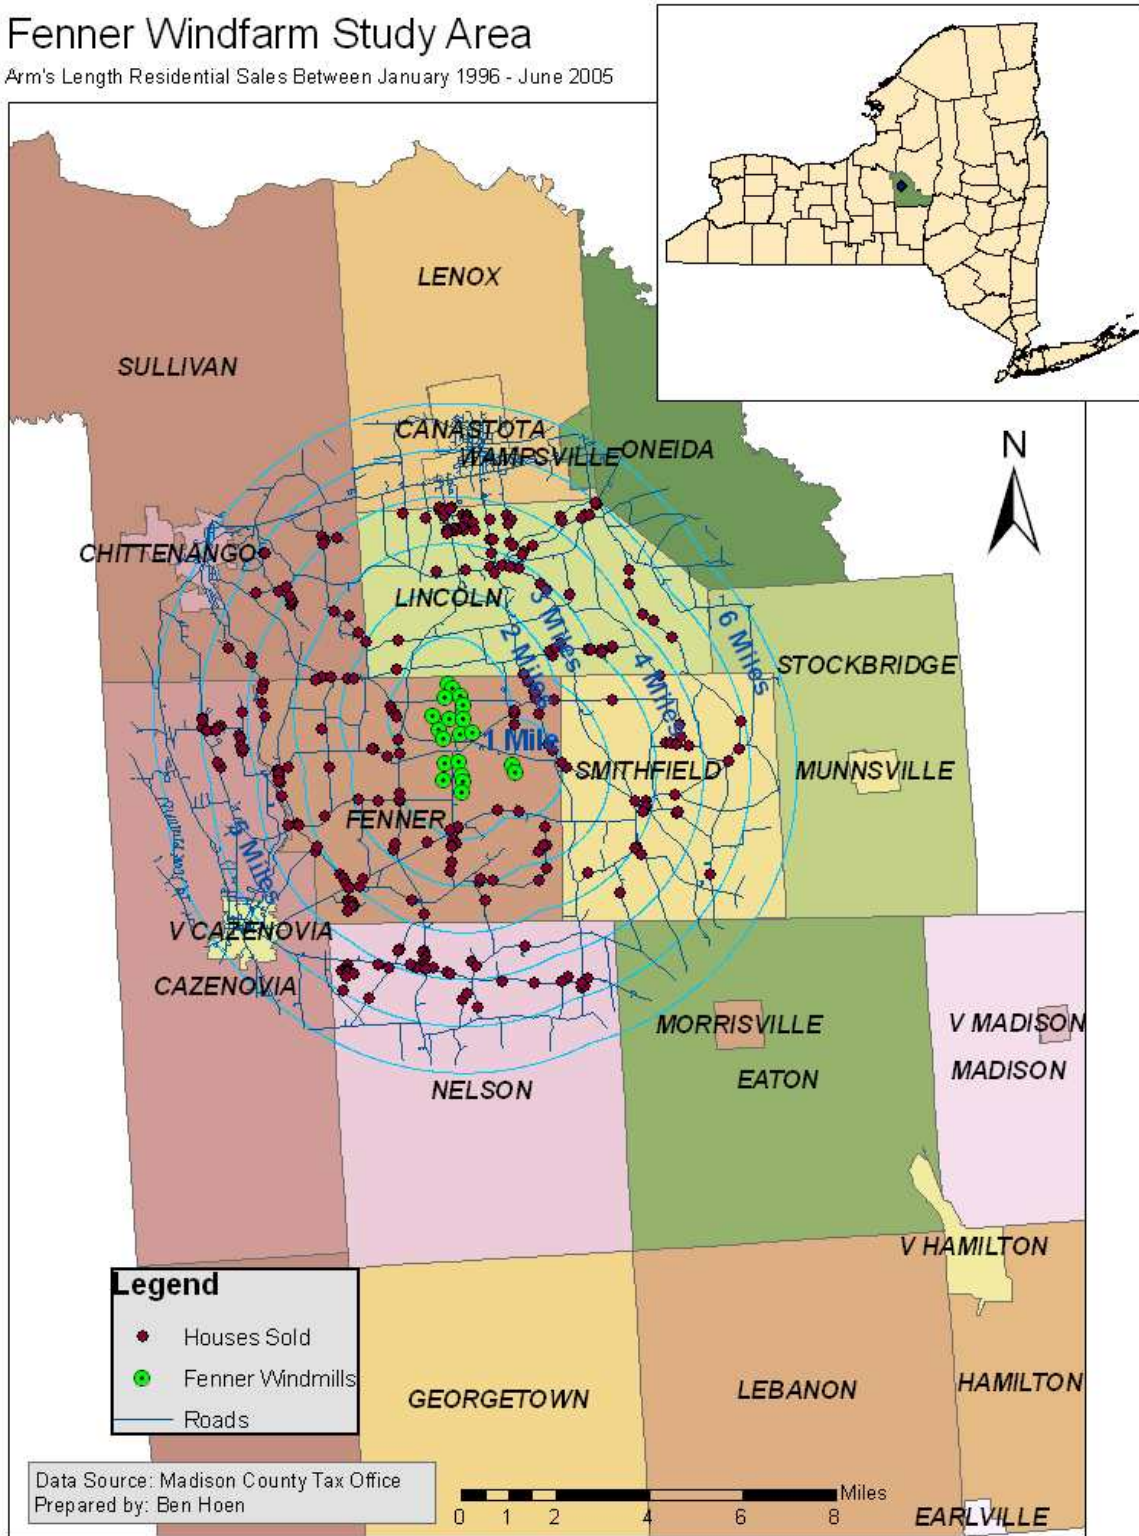 Fenner Windfarm Study Area
Arm's Length Residential Sales Between January 1996 - June 2005
LENOX
SULLIVAN
CANASTOTA
WAMPSVILLE
ONEIDA
N
CHITTENANGO
LINCOLN
3 Miles
2 Miles
6 Miles
4 Miles
STOCKBRIDGE
1 Mile
SMITHFIELD
MUNNSVILLE
FENNER
5 Miles
V CAZENOVIA
CAZENOVIA
MORRISVILLE
V MADISON
EATON
MADISON
NELSON
V HAMILTON
Legend
Houses Sold
Fenner Windmills
Roads
GEORGETOWN
LEBANON
HAMILTON
Data Source: Madison County Tax Office
Prepared by: Ben Hoen
Miles
0 1 2 4 6 8
EARLVILLE